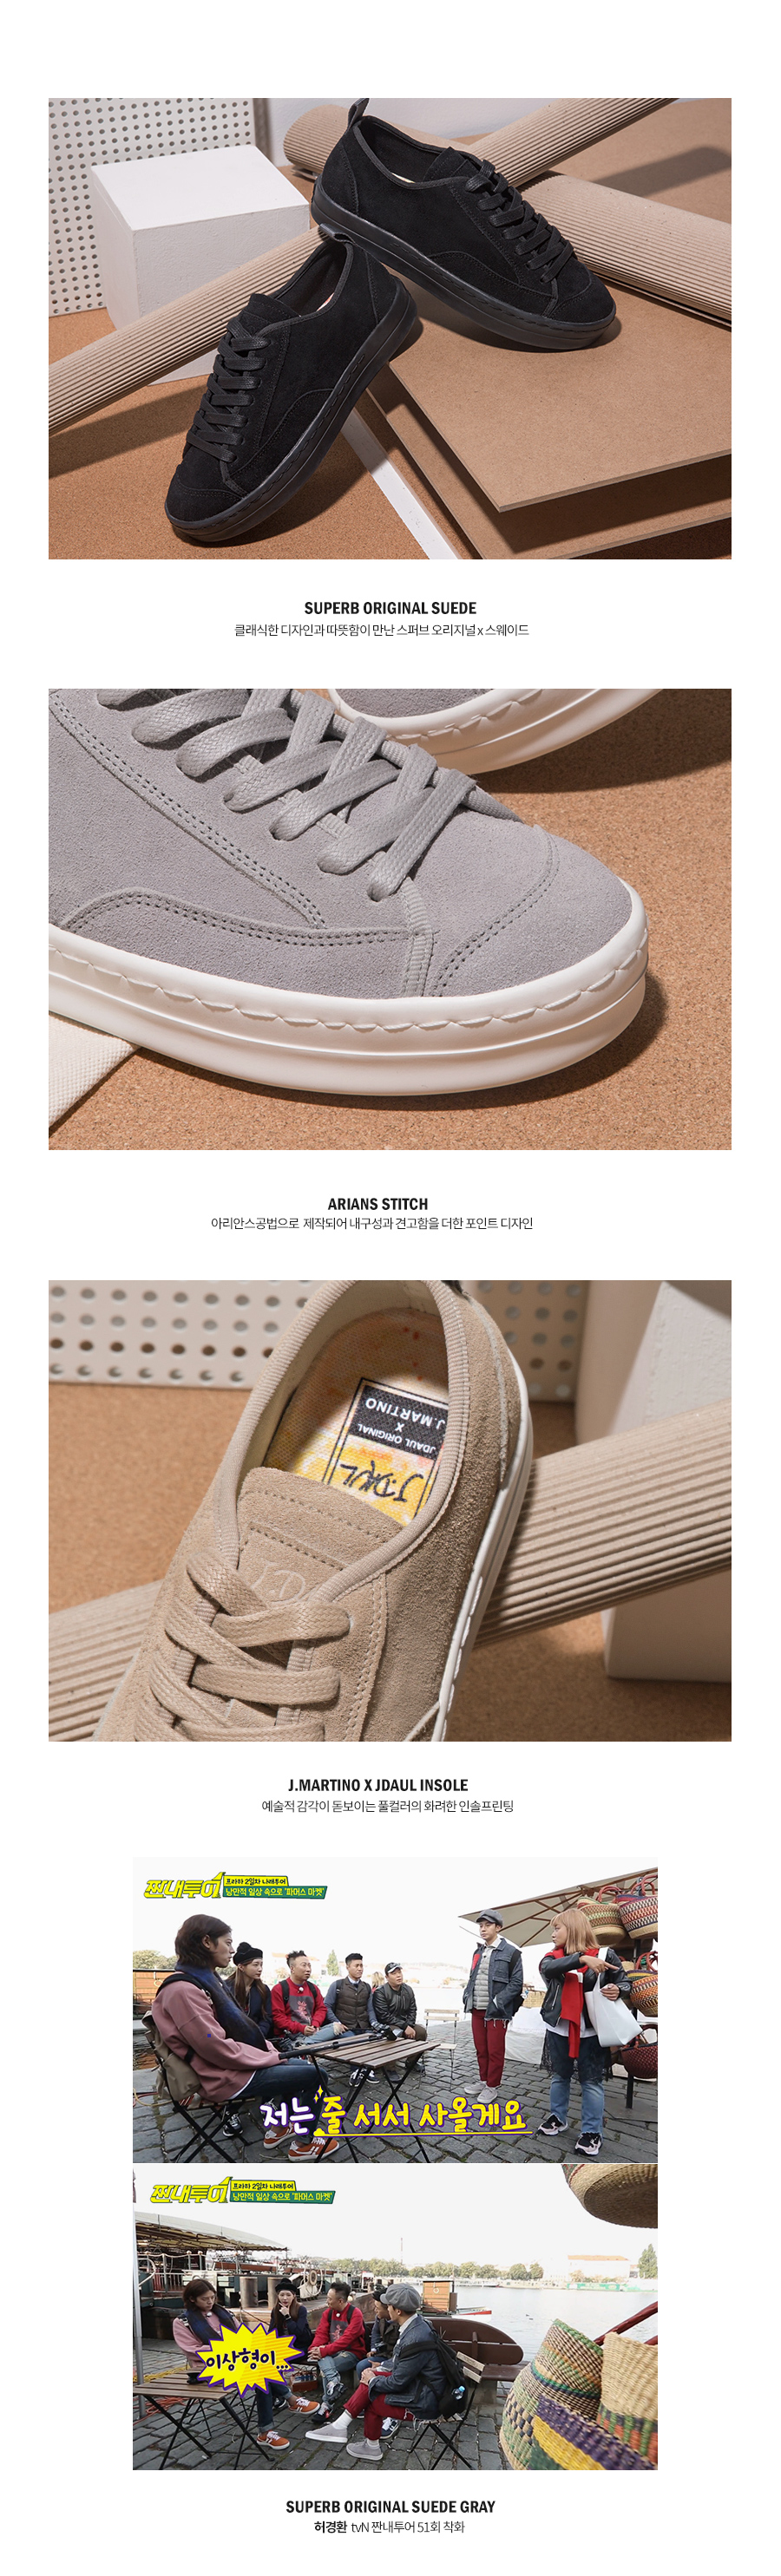 SUPERB ORIGINAL SUEDE
클래식한 디자인과 따뜻함이 만난 스퍼브 오리지널 x 스웨이드
ARIANS STITCH
아리안스공법으로 제작되어 내구성과 견고함을 더한 포인트 디자인
J.MARTINO
X
JDAUL ORIGINAL
J.DAUL
J.D
J.MARTINO X JDAUL INSOLE
예술적 감각이 돋보이는 풀컬러의 화려한 인솔프린팅
짠내투어
프라하 2일차 나래투어
낭만적 일상 속으로 '파머스 마켓'
저는 줄 서서 사올게요
짠내투어
프라하 2일차 나래투어
낭만적 일상 속으로 '파머스 마켓'
이상형이...
SUPERB ORIGINAL SUEDE GRAY
허경환 tvN 짠내투어 51회 착화